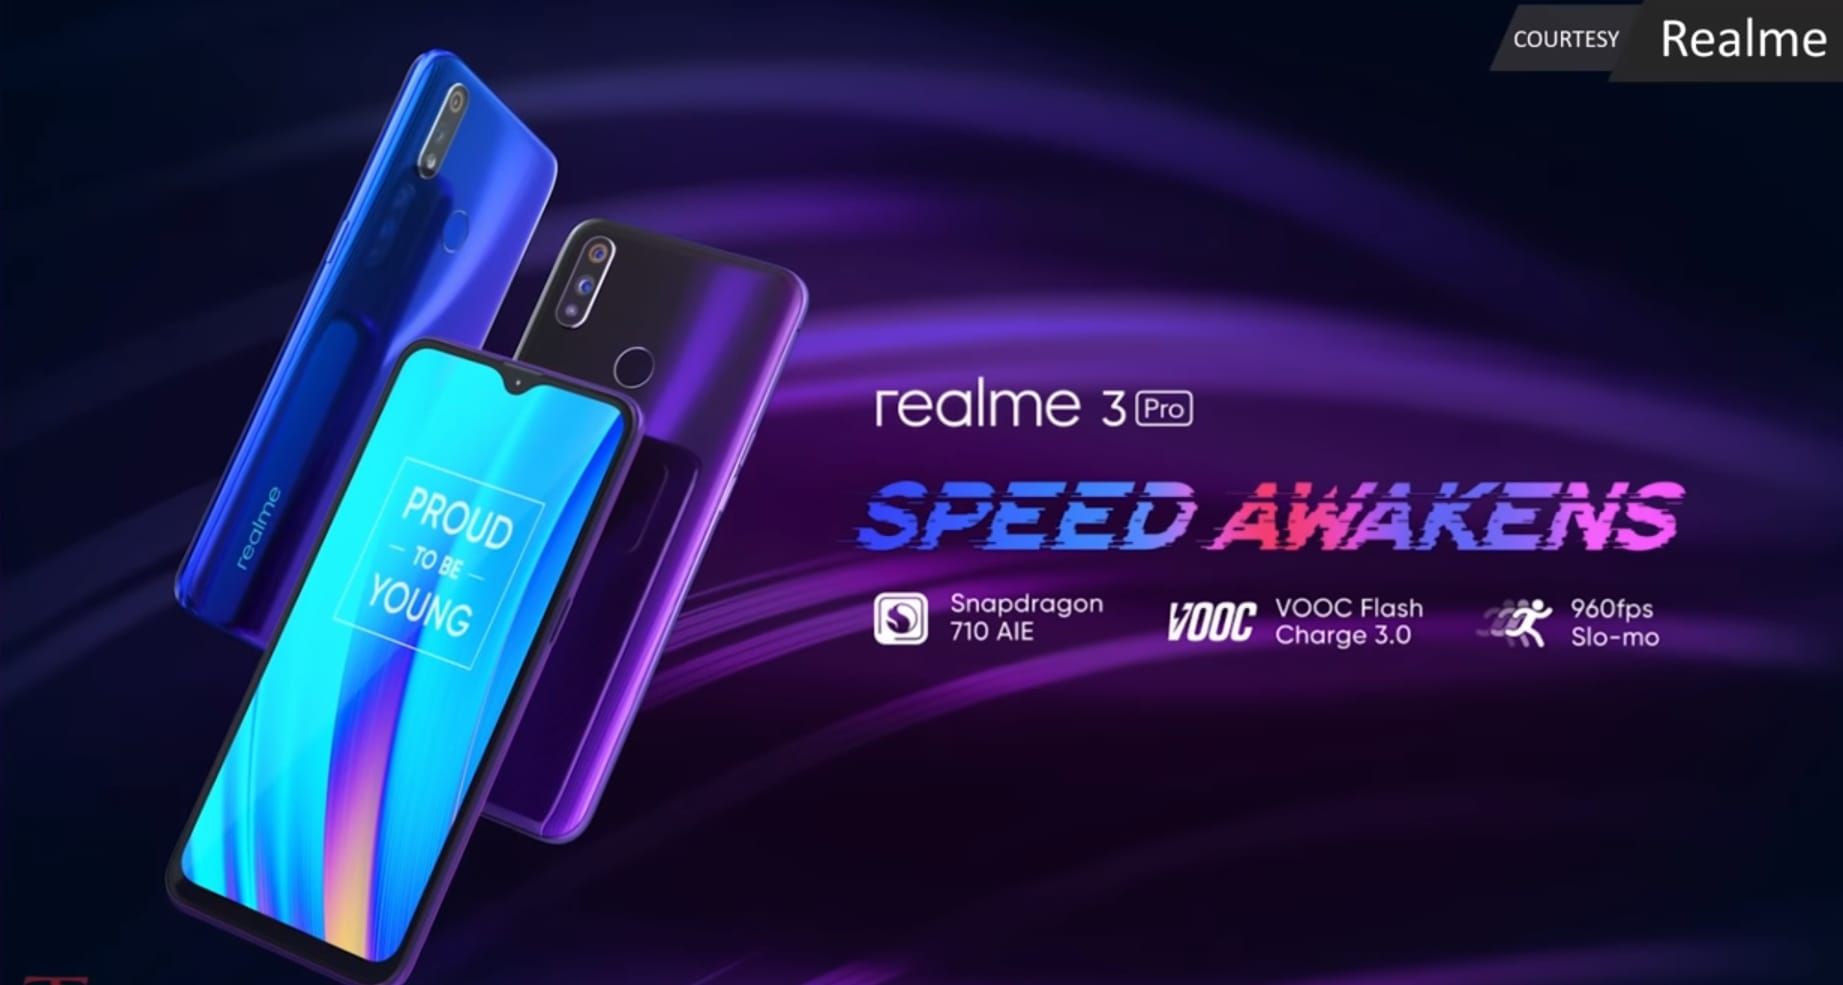 COURTESY Realme
realme
PROUD
TO BE
YOUNG
realme 3 Pro
SPEED AWAKENS
Snapdragon
710 AIE
VOOC
VOOC Flash
Charge 3.0
960fps
Slo-mo